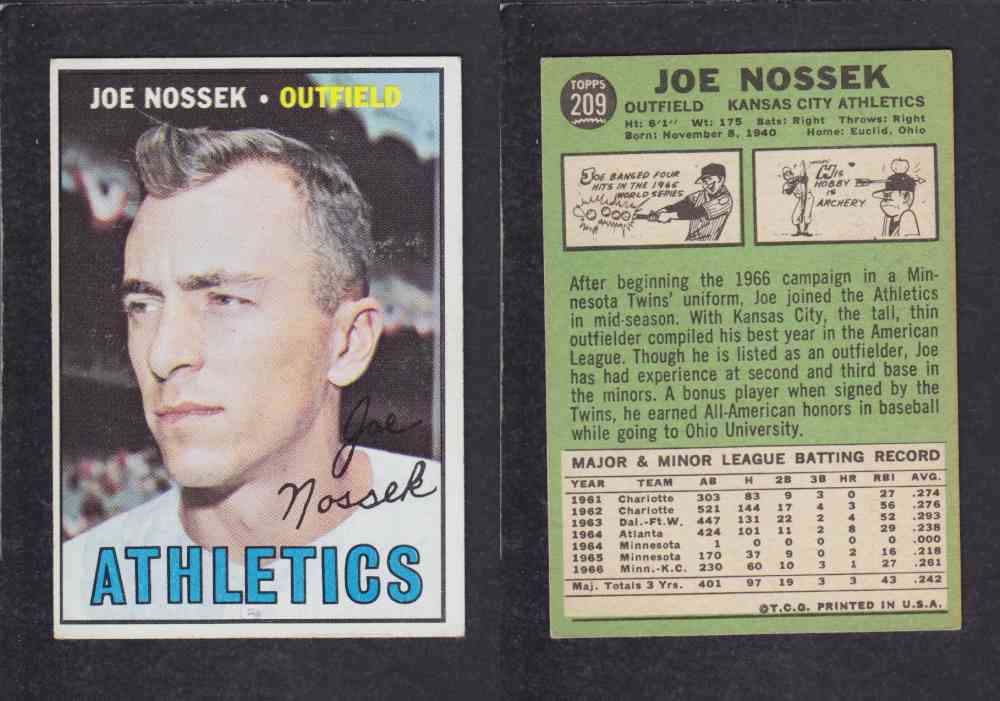 JOE NOSSEK • OUTFIELD
Joe
Nossek
ATHLETICS
TOPPS
209
JOE NOSSEK
OUTFIELD KANSAS CITY ATHLETICS
Ht: 6'1" Wt: 175 Bats: Right Throws: Right
Born: November 8, 1940 Home: Euclid, Ohio
JOE BANGED FOUR
HITS IN THE 1965
WORLD SERIES
JOE'S
HOBBY
IS
ARCHERY.
After beginning the 1966 campaign in a Min-
nesota Twins' uniform, Joe joined the Athletics
in mid-season. With Kansas City, the tall, thin
outfielder compiled his best year in the American
League. Though he is listed as an outfielder, Joe
has had experience at second and third base in
the minors. A bonus player when signed by the
Twins, he earned All-American honors in baseball
while going to Ohio University.
MAJOR & MINOR LEAGUE BATTING RECORD
YEAR TEAM AB H 2B 3B HR RBI AVG.
1961 Charlotte 303 83 9 3 0 27 .274
1962 Charlotte 521 144 17 4 3 56 .276
1963 Dal.-Ft.W. 447 131 22 2 4 52 .293
1964 Atlanta 424 101 11 2 8 29 .238
1964 Minnesota 1 0 0 0 0 0 .000
1965 Minnesota 170 37 9 0 2 16 .218
1966 Minn.-K.C. 230 60 10 3 1 27 .261
Maj. Totals 3 Yrs. 401 97 19 3 3 43 .242
©T.C.G. PRINTED IN U.S.A.